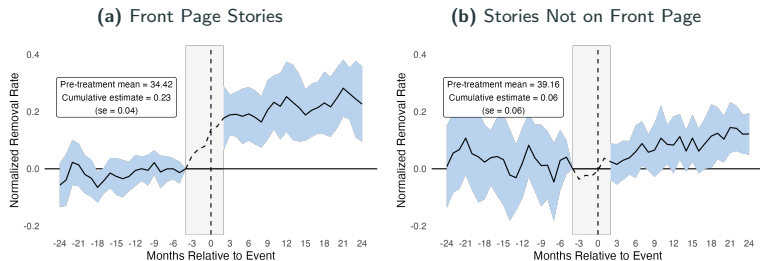 (a) Front Page Stories
Normalized Removal Rate
0.4
0.2
0.0
-0.2
Pre-treatment mean = 34.42
Cumulative estimate = 0.23
(se = 0.04)
-24 -21 -18 -15 -12 -9 -6 -3 0 3 6 9 12 15 18 21 24
Months Relative to Event
(b) Stories Not on Front Page
Normalized Removal Rate
0.4
0.2
0.0
-0.2
Pre-treatment mean = 39.16
Cumulative estimate = 0.06
(se = 0.06)
-24 -21 -18 -15 -12 -9 -6 -3 0 3 6 9 12 15 18 21 24
Months Relative to Event